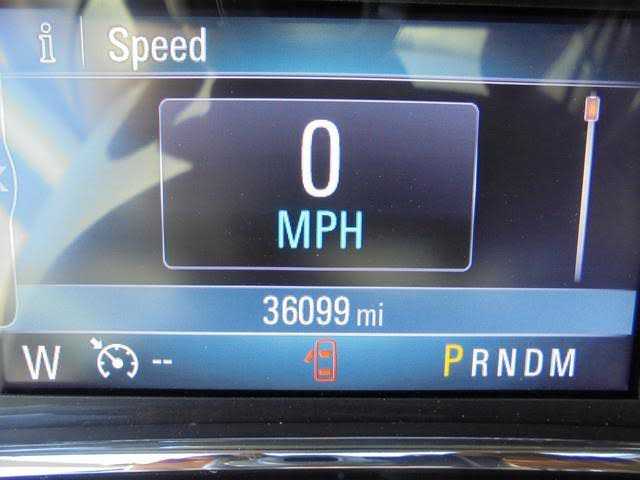 i Speed
0
MPH
36099 mi
W -- PRNDM